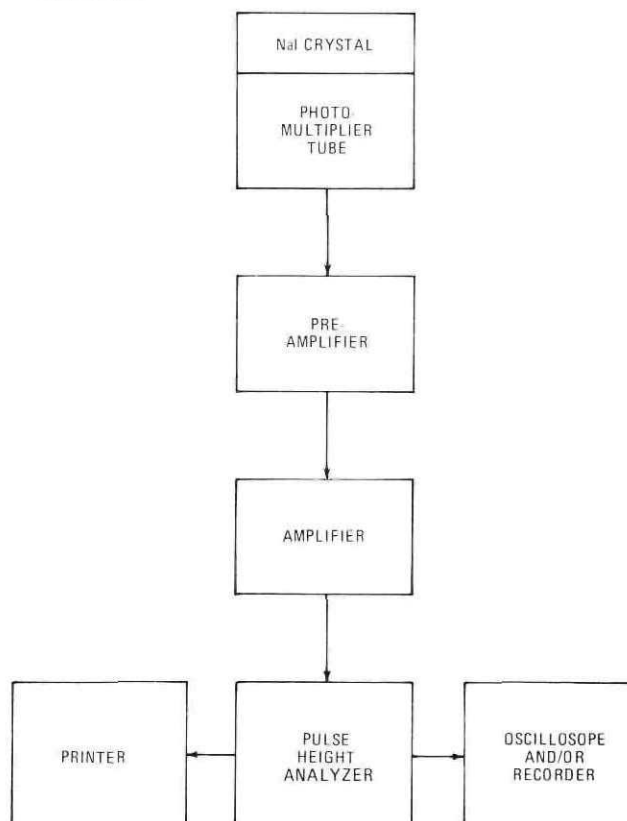 NaI CRYSTAL
PHOTO-
MULTIPLIER
TUBE
PRE-
AMPLIFIER
AMPLIFIER
PRINTER
PULSE
HEIGHT
ANALYZER
OSCILLOSOPE
AND/OR
RECORDER